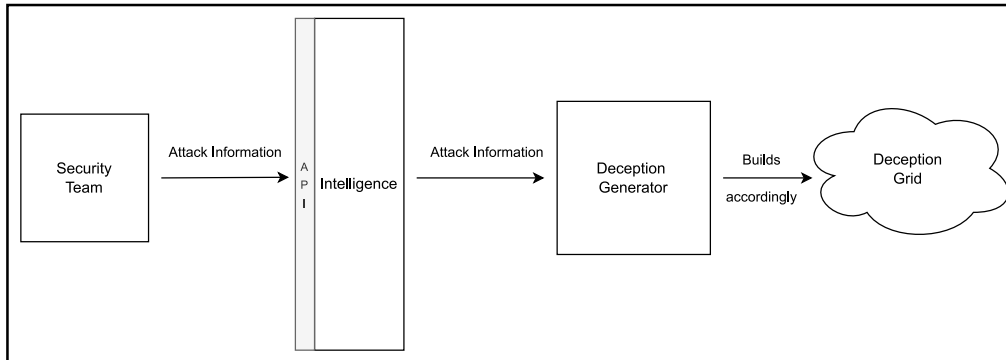 Security
Team
Attack Information
A
P
I
Intelligence
Attack Information
Deception
Generator
Builds
accordingly
Deception
Grid